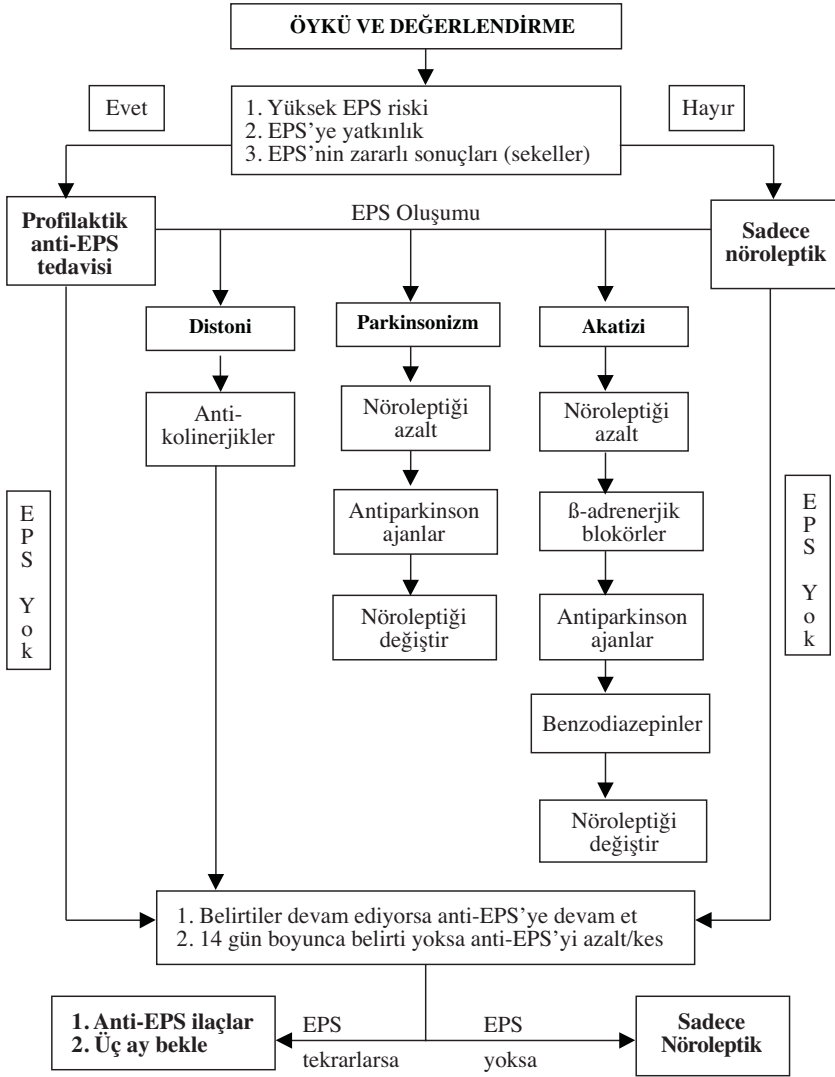 ÖYKÜ VE DEĞERLENDİRME
Evet
1. Yüksek EPS riski
2. EPS’ye yatkınlık
3. EPS’nin zararlı sonuçları (sekeller)
Hayır
Profilaktik
anti-EPS
tedavisi
EPS Oluşumu
Sadece
nöroleptik
Distoni
Parkinsonizm
Akatizi
Anti-
kolinerjikler
Nöroleptiği
azalt
Nöroleptiği
azalt
EPS Yok
Antiparkinson
ajanlar
ß-adrenerjik
blokörler
EPS Yok
Nöroleptiği
değiştir
Antiparkinson
ajanlar
Benzodiazepinler
Nöroleptiği
değiştir
1. Belirtiler devam ediyorsa anti-EPS’ye devam et
2. 14 gün boyunca belirti yoksa anti-EPS’yi azalt/kes
1. Anti-EPS ilaçlar
2. Üç ay bekle
EPS
tekrarlarsa
EPS
yoksa
Sadece
Nöroleptik